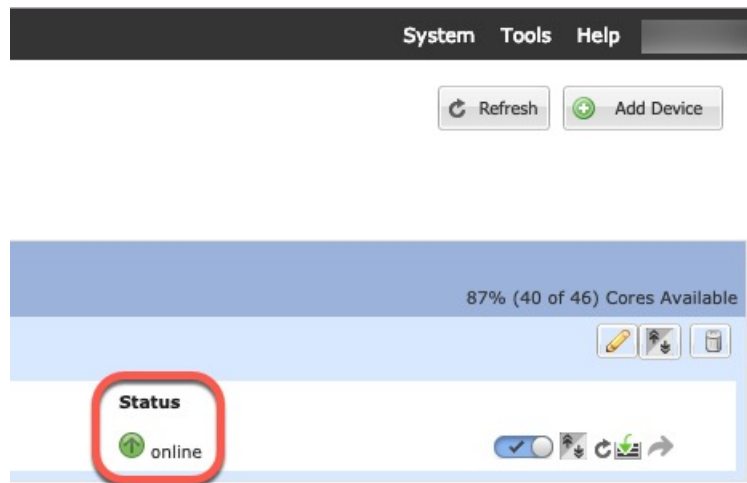 System Tools Help
Refresh Add Device
87% (40 of 46) Cores Available
Status
online